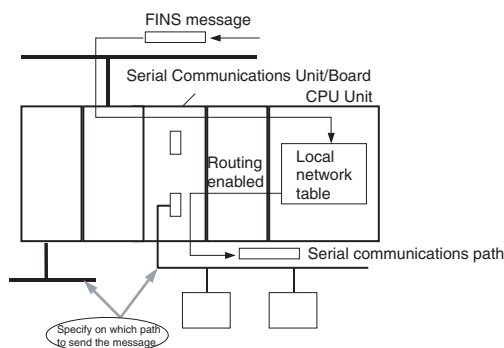 FINS message
Serial Communications Unit/Board
CPU Unit
Routing
enabled
Local
network
table
Serial communications path
Specify on which path
to send the message.